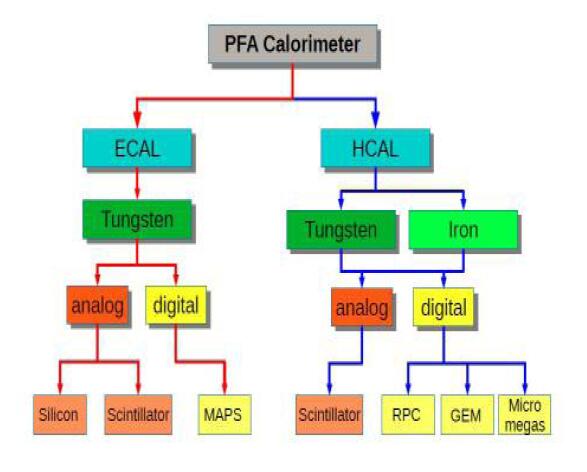 PFA Calorimeter
ECAL
HCAL
Tungsten
Tungsten
Iron
analog
digital
analog
digital
Silicon
Scintillator
MAPS
Scintillator
RPC
GEM
Micro
megas